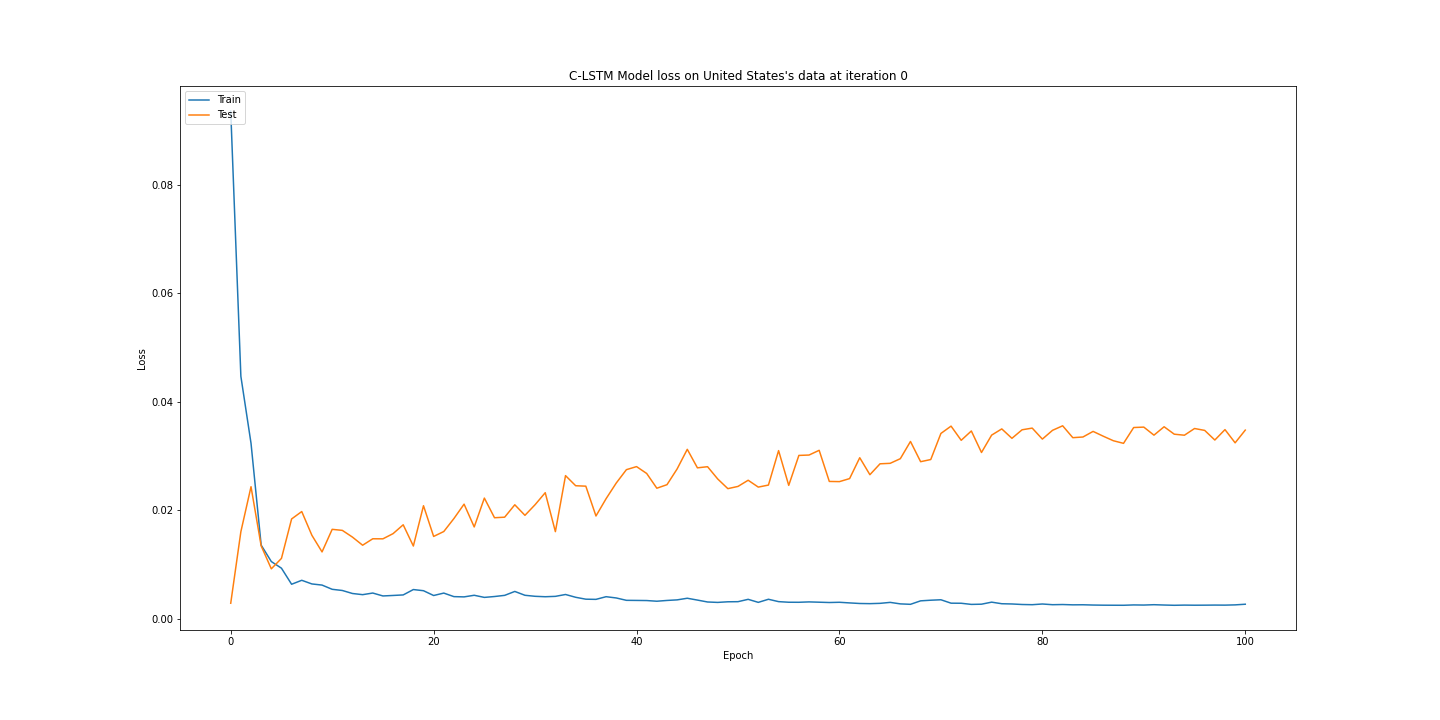 C-LSTM Model loss on United States's data at iteration 0
Train
Test
0.08
0.06
0.04
0.02
0.00
Loss
0 20 40 60 80 100
Epoch